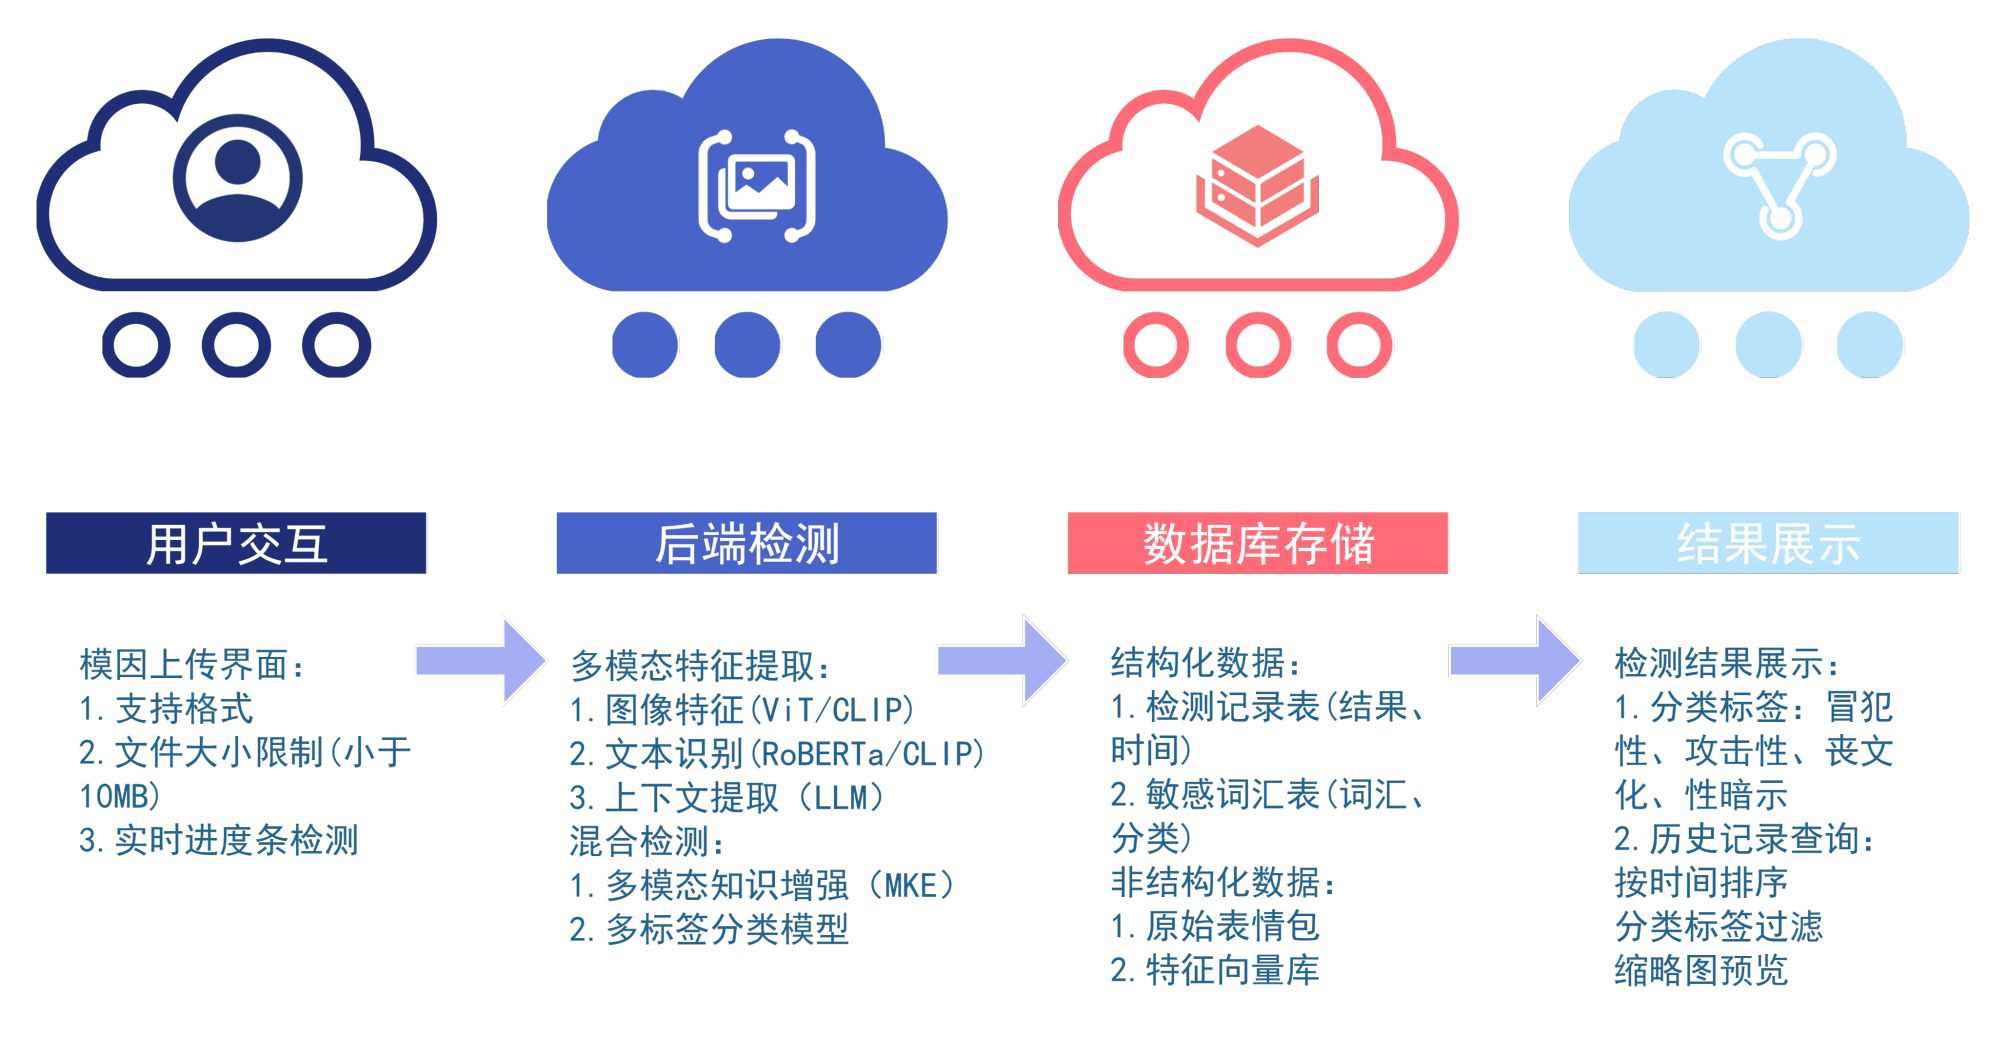 用户交互
后端检测
数据库存储
结果展示
模因上传界面：
1.支持格式
2.文件大小限制(小于
10MB)
3.实时进度条检测
多模态特征提取：
1.图像特征(ViT/CLIP)
2.文本识别(RoBERTa/CLIP)
3.上下文提取（LLM）
混合检测：
1.多模态知识增强（MKE）
2.多标签分类模型
结构化数据：
1.检测记录表(结果、
时间)
2.敏感词汇表(词汇、
分类)
非结构化数据：
1.原始表情包
2.特征向量库
检测结果展示：
1.分类标签：冒犯
性、攻击性、丧文
化、性暗示
2.历史记录查询：
按时间排序
分类标签过滤
缩略图预览